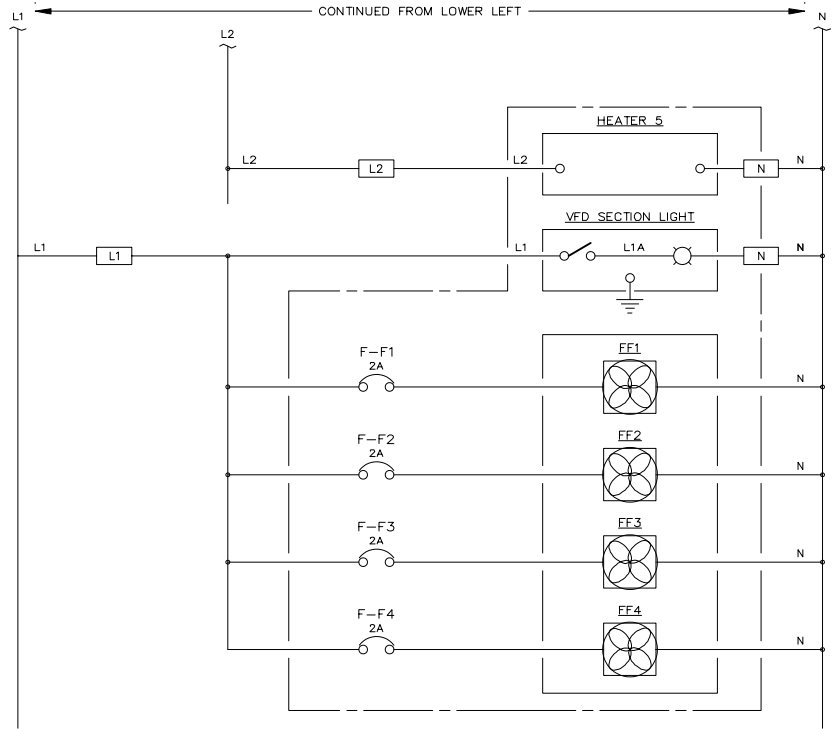 CONTINUED FROM LOWER LEFT
L1
N
L2
HEATER 5
L2
L2
L2
N
N
VFD SECTION LIGHT
L1
L1
L1
L1A
N
N
F-F1
2A
FF1
N
F-F2
2A
FF2
N
F-F3
2A
FF3
N
F-F4
2A
FF4
N